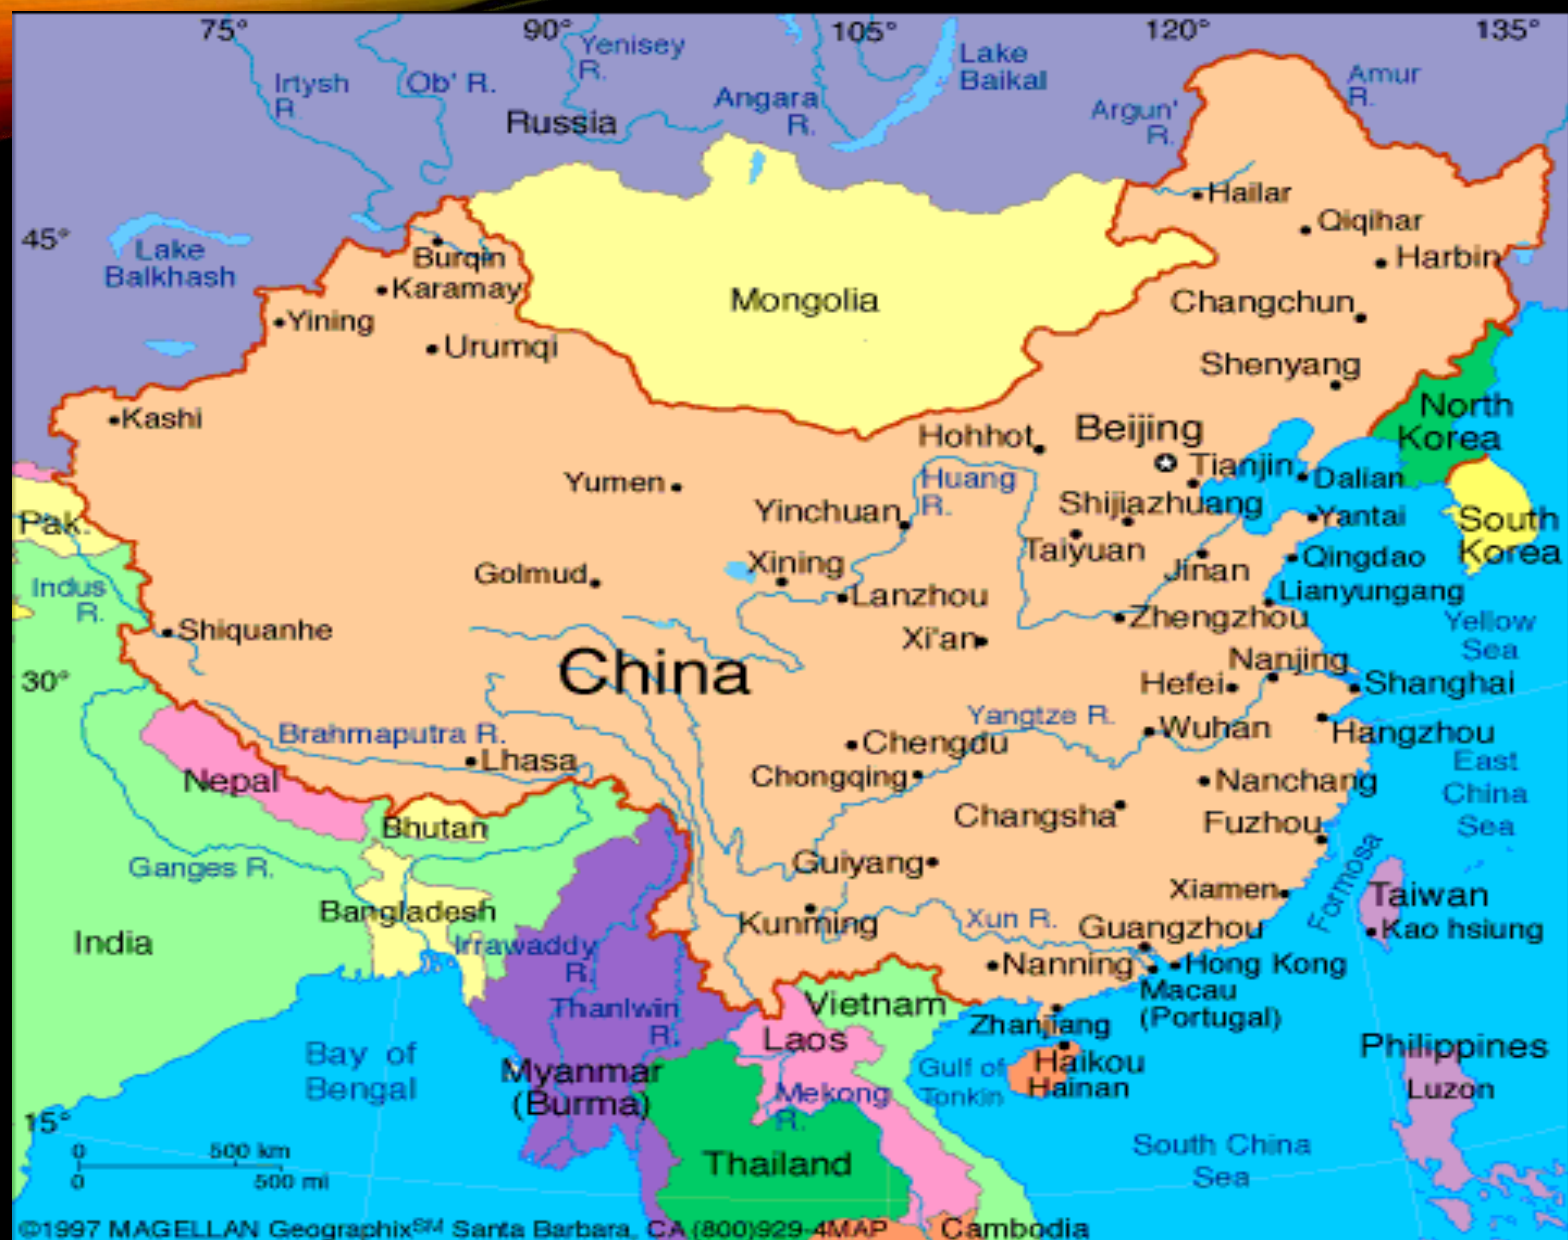 75°
90°
105°
120°
135°
Irtysh
R.
Ob' R.
Yenisey
R.
Russia
Angara
R.
Lake
Baikal
Argun'
R.
Amur
R.
45°
Lake
Balkhash
Burqin
Karamay
Yining
Urumqi
Kashi
Mongolia
Hailar
Qiqihar
Harbin
Changchun
Shenyang
North
Korea
Hohhot
Beijing
Tianjin
Dalian
Huang
R.
Yumen
Yinchuan
Shijiazhuang
Yantai
South
Korea
Pak.
Taiyuan
Jinan
Qingdao
Golmud
Xining
Lanzhou
Lianyungang
Indus
R.
Shiquanhe
Xi'an
Zhengzhou
Yellow
Sea
30°
China
Nanjing
Hefei
Shanghai
Yangtze R.
Wuhan
Hangzhou
Brahmaputra R.
Lhasa
Chengdu
Chongqing
Nanchang
East
China
Sea
Nepal
Bhutan
Changsha
Fuzhou
Ganges R.
Guiyang
Xiamen
Formosa
Taiwan
Kao hsiung
Bangladesh
Kunming
Xun R.
Guangzhou
India
Irrawaddy
R.
Nanning
Hong Kong
Macau
(Portugal)
Thanlwin
R.
Vietnam
Laos
Zhanjiang
Haikou
Hainan
Philippines
Luzon
Bay of
Bengal
Myanmar
(Burma)
Gulf of
Tonkin
Mekong
R.
15°
0 500 km
0 500 mi
Thailand
South China
Sea
©1997 MAGELLAN Geographix℠ Santa Barbara, CA (800)929-4MAP
Cambodia